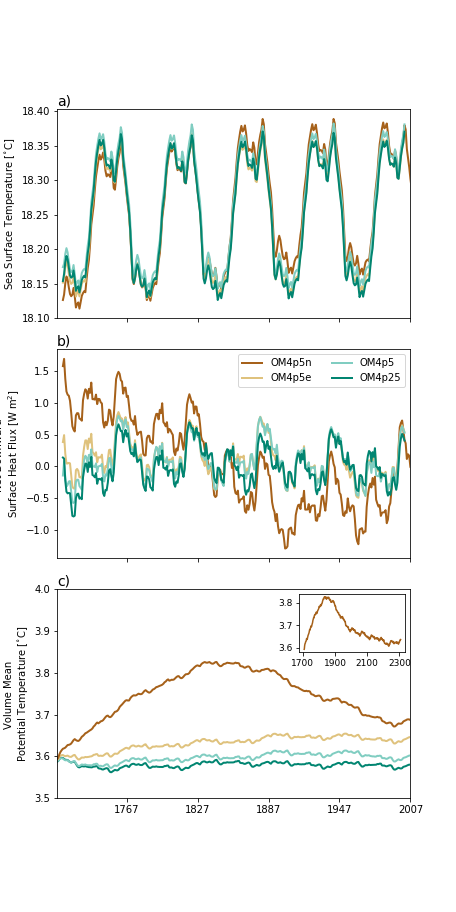 a)
18.40
18.35
18.30
18.25
18.20
18.15
18.10
Sea Surface Temperature [°C]
b)
1.5
1.0
0.5
0.0
−0.5
−1.0
Surface Heat Flux [W m²]
OM4p5n
OM4p5e
OM4p5
OM4p25
c)
4.0
3.9
3.8
3.7
3.6
3.5
Volume Mean
Potential Temperature [°C]
3.8
3.7
3.6
1700 1900 2100 2300
1767 1827 1887 1947 2007